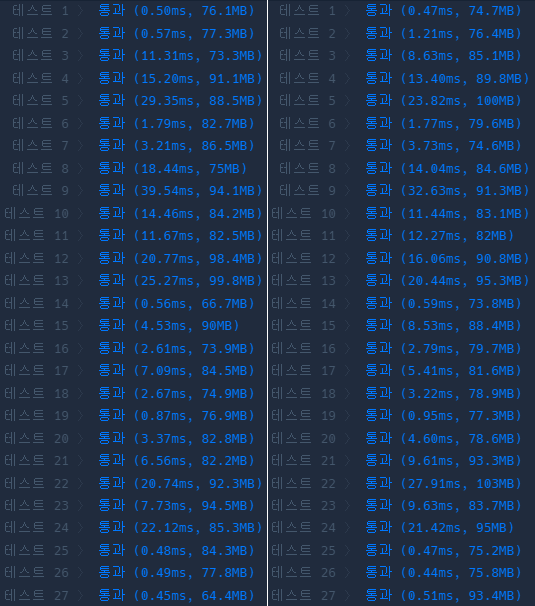 테스트 1 > 통과 (0.50ms, 76.1MB)
테스트 2 > 통과 (0.57ms, 77.3MB)
테스트 3 > 통과 (11.31ms, 73.3MB)
테스트 4 > 통과 (15.20ms, 91.1MB)
테스트 5 > 통과 (29.35ms, 88.5MB)
테스트 6 > 통과 (1.79ms, 82.7MB)
테스트 7 > 통과 (3.21ms, 86.5MB)
테스트 8 > 통과 (18.44ms, 75MB)
테스트 9 > 통과 (39.54ms, 94.1MB)
테스트 10 > 통과 (14.46ms, 84.2MB)
테스트 11 > 통과 (11.67ms, 82.5MB)
테스트 12 > 통과 (20.77ms, 98.4MB)
테스트 13 > 통과 (25.27ms, 99.8MB)
테스트 14 > 통과 (0.56ms, 66.7MB)
테스트 15 > 통과 (4.53ms, 90MB)
테스트 16 > 통과 (2.61ms, 73.9MB)
테스트 17 > 통과 (7.09ms, 84.5MB)
테스트 18 > 통과 (2.67ms, 74.9MB)
테스트 19 > 통과 (0.87ms, 76.9MB)
테스트 20 > 통과 (3.37ms, 82.8MB)
테스트 21 > 통과 (6.56ms, 82.2MB)
테스트 22 > 통과 (20.74ms, 92.3MB)
테스트 23 > 통과 (7.73ms, 94.5MB)
테스트 24 > 통과 (22.12ms, 85.3MB)
테스트 25 > 통과 (0.48ms, 84.3MB)
테스트 26 > 통과 (0.49ms, 77.8MB)
테스트 27 > 통과 (0.45ms, 64.4MB)
테스트 1 > 통과 (0.47ms, 74.7MB)
테스트 2 > 통과 (1.21ms, 76.4MB)
테스트 3 > 통과 (8.63ms, 85.1MB)
테스트 4 > 통과 (13.40ms, 89.8MB)
테스트 5 > 통과 (23.82ms, 100MB)
테스트 6 > 통과 (1.77ms, 79.6MB)
테스트 7 > 통과 (3.73ms, 74.6MB)
테스트 8 > 통과 (14.04ms, 84.6MB)
테스트 9 > 통과 (32.63ms, 91.3MB)
테스트 10 > 통과 (11.44ms, 83.1MB)
테스트 11 > 통과 (12.27ms, 82MB)
테스트 12 > 통과 (16.06ms, 90.8MB)
테스트 13 > 통과 (20.44ms, 95.3MB)
테스트 14 > 통과 (0.59ms, 73.8MB)
테스트 15 > 통과 (8.53ms, 88.4MB)
테스트 16 > 통과 (2.79ms, 79.7MB)
테스트 17 > 통과 (5.41ms, 81.6MB)
테스트 18 > 통과 (3.22ms, 78.9MB)
테스트 19 > 통과 (0.95ms, 77.3MB)
테스트 20 > 통과 (4.60ms, 78.6MB)
테스트 21 > 통과 (9.61ms, 93.3MB)
테스트 22 > 통과 (27.91ms, 103MB)
테스트 23 > 통과 (9.63ms, 83.7MB)
테스트 24 > 통과 (21.42ms, 95MB)
테스트 25 > 통과 (0.47ms, 75.2MB)
테스트 26 > 통과 (0.44ms, 75.8MB)
테스트 27 > 통과 (0.51ms, 93.4MB)